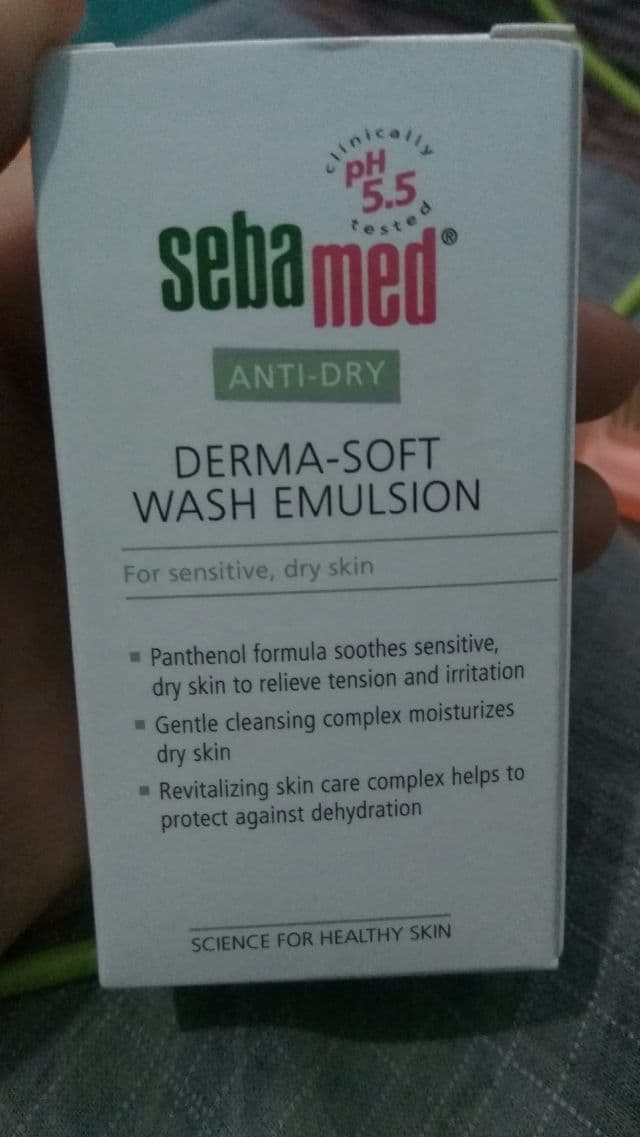 clinically
pH
5.5
tested
sebamed®
ANTI-DRY
DERMA-SOFT
WASH EMULSION
For sensitive, dry skin
▪ Panthenol formula soothes sensitive,
dry skin to relieve tension and irritation
▪ Gentle cleansing complex moisturizes
dry skin
▪ Revitalizing skin care complex helps to
protect against dehydration
SCIENCE FOR HEALTHY SKIN